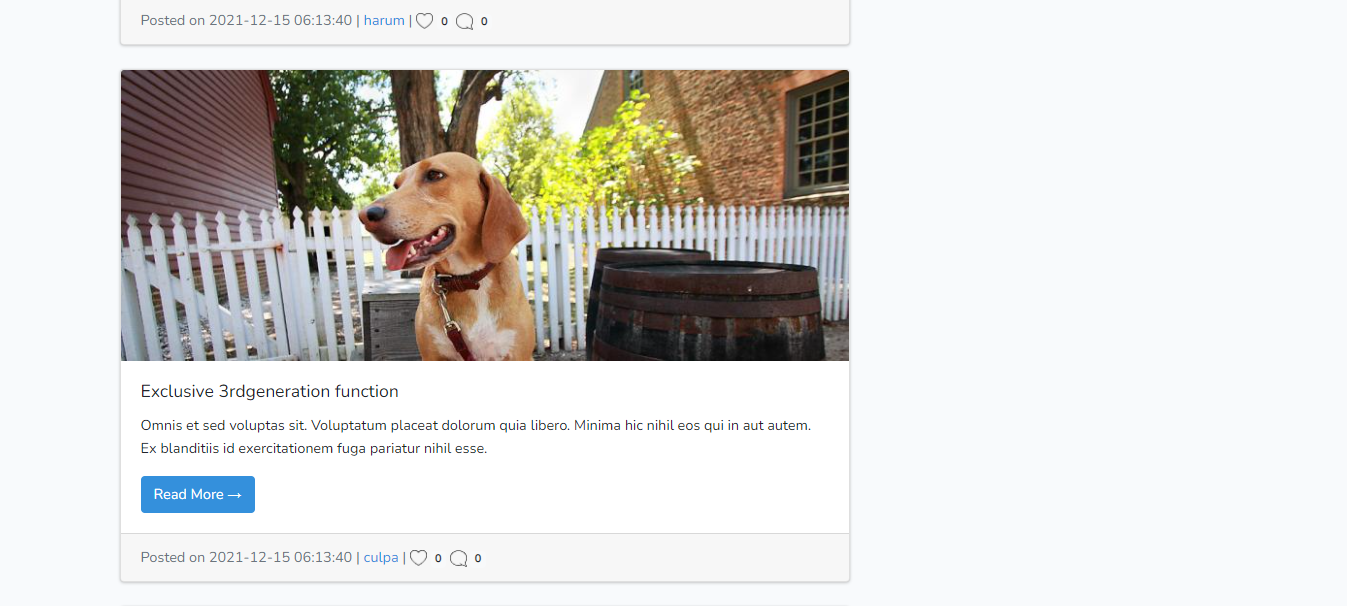 Posted on 2021-12-15 06:13:40 | harum | 0 0
Exclusive 3rdgeneration function
Omnis et sed voluptas sit. Voluptatum placeat dolorum quia libero. Minima hic nihil eos qui in aut autem.
Ex blanditiis id exercitationem fuga pariatur nihil esse.
Read More →
Posted on 2021-12-15 06:13:40 | culpa | 0 0